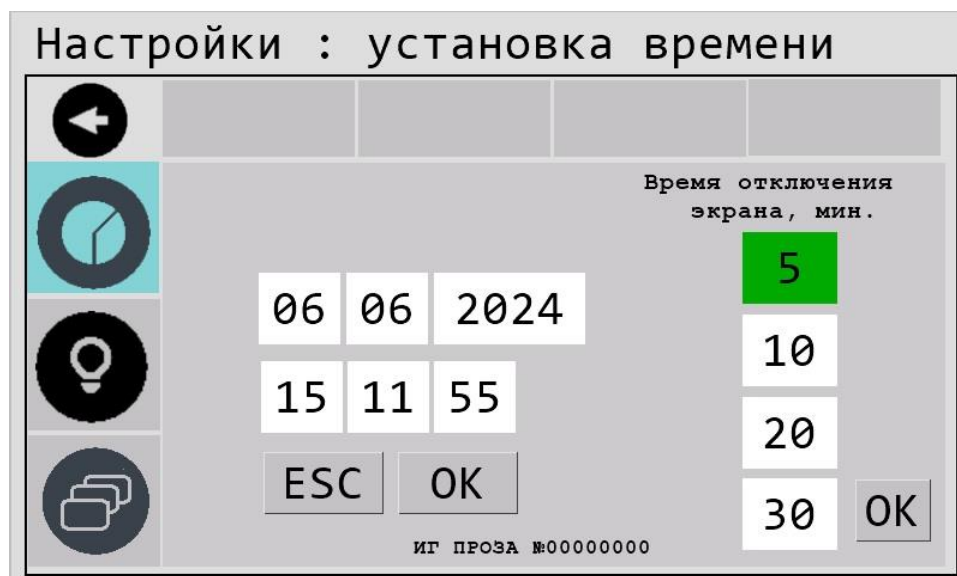 Настройки : установка времени
Время отключения
экрана, мин.
5
06 06 2024
10
15 11 55
20
ESC OK
30 OK
ИГ ПРОЗА №00000000